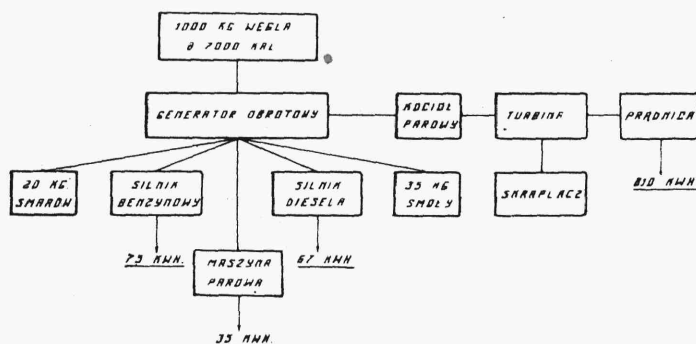 1000 KG WĘGLA
@ 7000 KAL
GENERATOR OBROTOWY
KOCIOŁ
PAROWY
TURBINA
PRĄDNICA
20 KG
SMARÓW
SILNIK
BENZYNOWY
SILNIK
DIESELA
35 KG
SMOŁY
SKRAPLACZ
810 KWH
75 KWH.
MASZYNA
PAROWA
67 KWH
35 KWH.